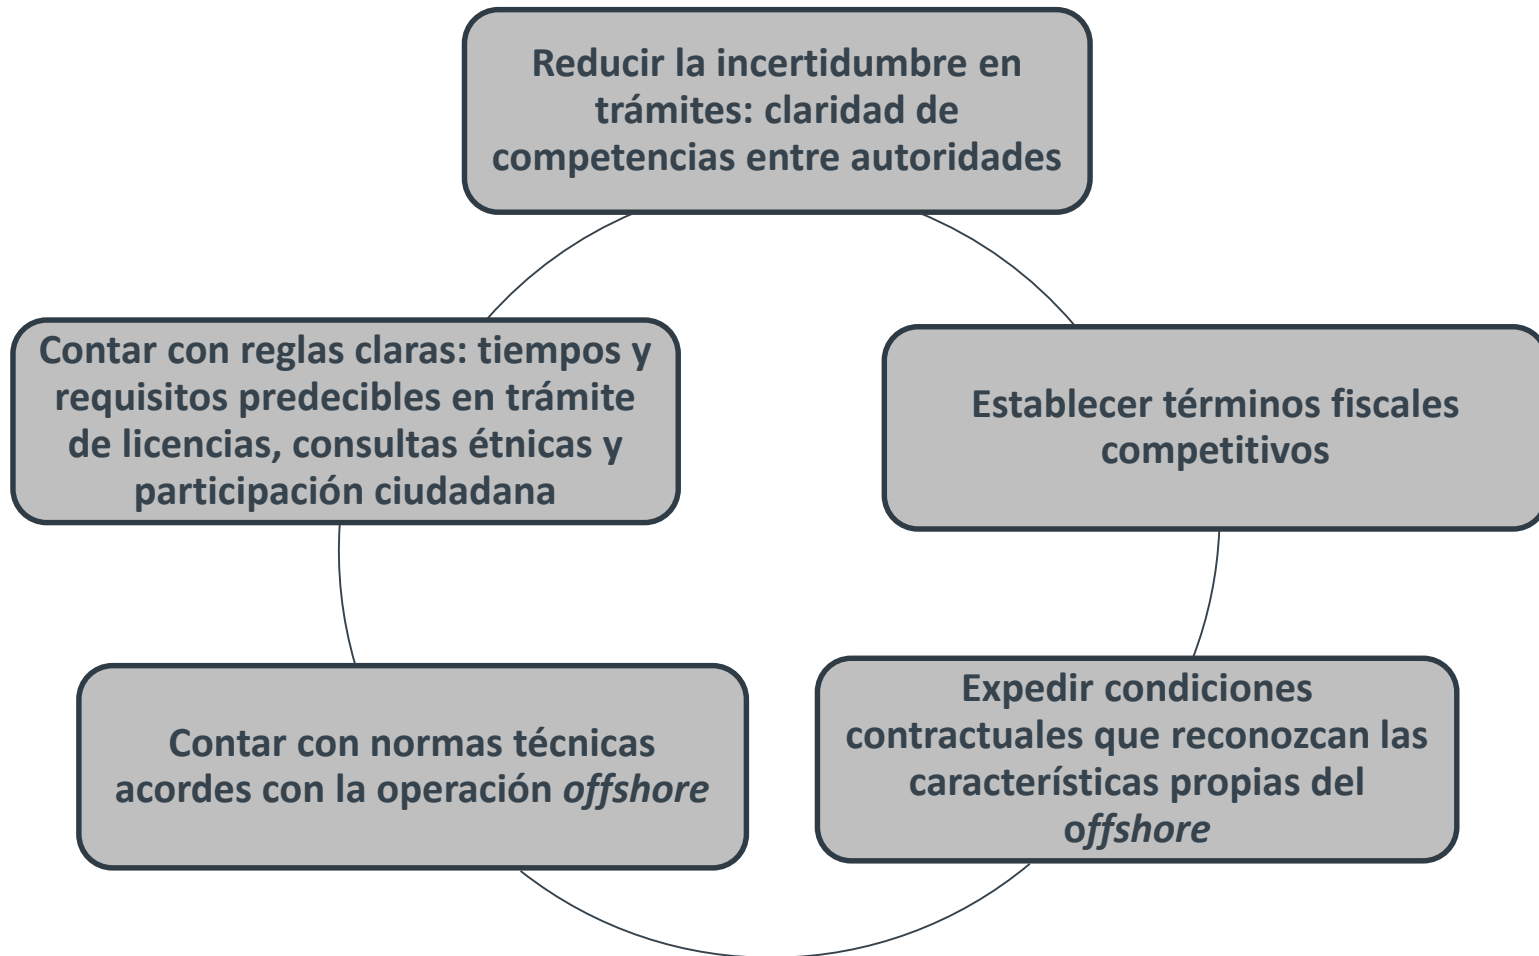 Reducir la incertidumbre en
trámites: claridad de
competencias entre autoridades
Contar con reglas claras: tiempos y
requisitos predecibles en trámite
de licencias, consultas étnicas y
participación ciudadana
Establecer términos fiscales
competitivos
Contar con normas técnicas
acordes con la operación offshore
Expedir condiciones
contractuales que reconozcan las
características propias del
offshore